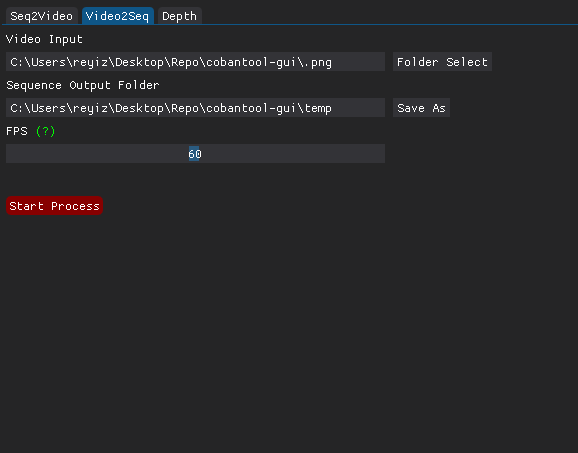 Seq2Video Video2Seq Depth
Video Input
C:\Users\reyiz\Desktop\Repo\cobantool-gui\.png Folder Select
Sequence Output Folder
C:\Users\reyiz\Desktop\Repo\cobantool-gui\temp Save As
FPS (?)
60
Start Process